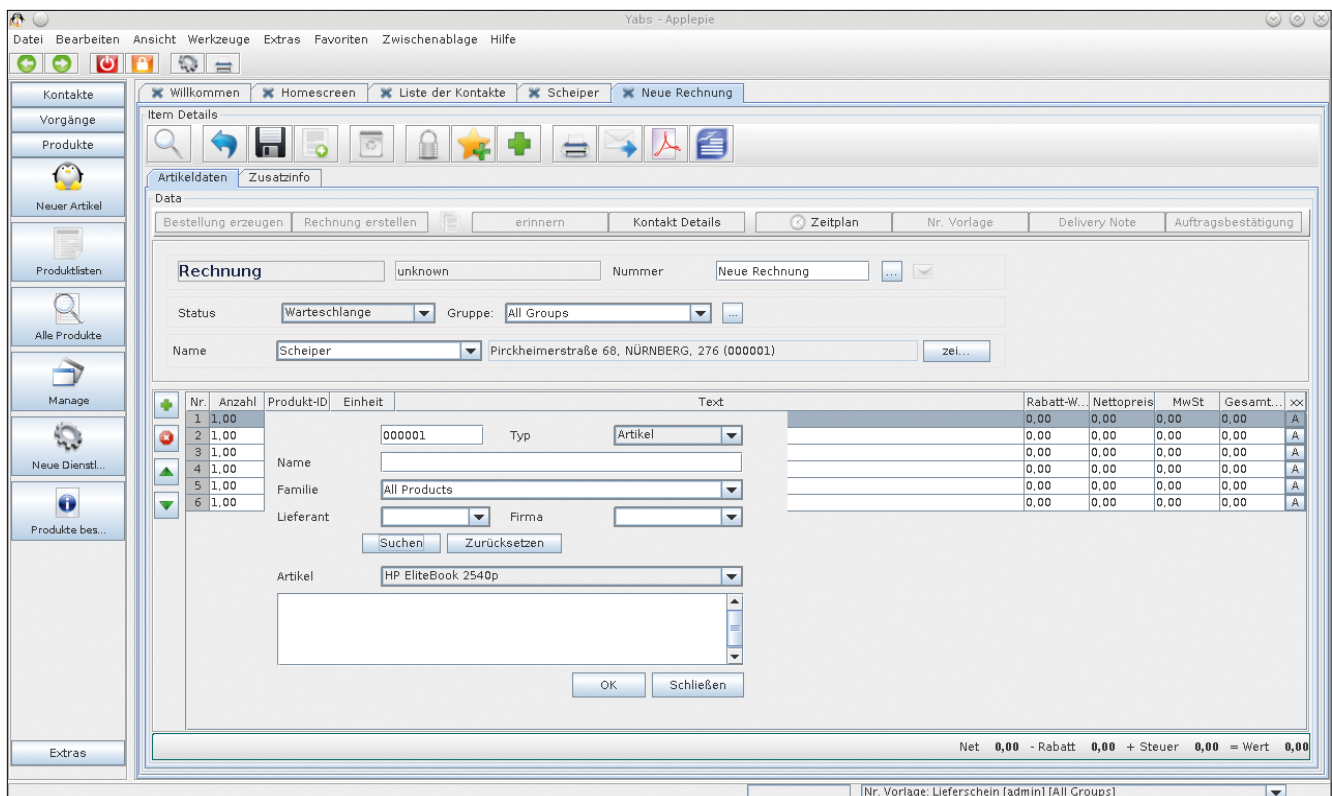 Yabs - Applepie
Datei Bearbeiten Ansicht Werkzeuge Extras Favoriten Zwischenablage Hilfe
Kontakte
Vorgänge
Produkte
Neuer Artikel
Produktlisten
Alle Produkte
Manage
Neue Dienstl...
Produkte bes...
Extras
Willkommen Homescreen Liste der Kontakte Scheiper Neue Rechnung
Item Details
Artikeldaten Zusatzinfo
Data
Bestellung erzeugen Rechnung erstellen erinnern Kontakt Details Zeitplan Nr. Vorlage Delivery Note Auftragsbestätigung
Rechnung unknown Nummer Neue Rechnung ...
Status Warteschlange Gruppe: All Groups ...
Name Scheiper Pirckheimerstraße 68, NÜRNBERG, 276 (000001) zei...
Nr. Anzahl Produkt-ID Einheit Text Rabatt-W... Nettopreis MwSt Gesamt... XX
1 1,00 0,00 0,00 0,00 0,00 A
2 1,00 0,00 0,00 0,00 0,00 A
3 1,00 0,00 0,00 0,00 0,00 A
4 1,00 0,00 0,00 0,00 0,00 A
5 1,00 0,00 0,00 0,00 0,00 A
6 1,00 0,00 0,00 0,00 0,00 A
000001 Typ Artikel
Name
Familie All Products
Lieferant Firma
Suchen Zurücksetzen
Artikel HP EliteBook 2540p
OK Schließen
Net 0,00 - Rabatt 0,00 + Steuer 0,00 = Wert 0,00
Nr. Vorlage: Lieferschein [admin] [All Groups]